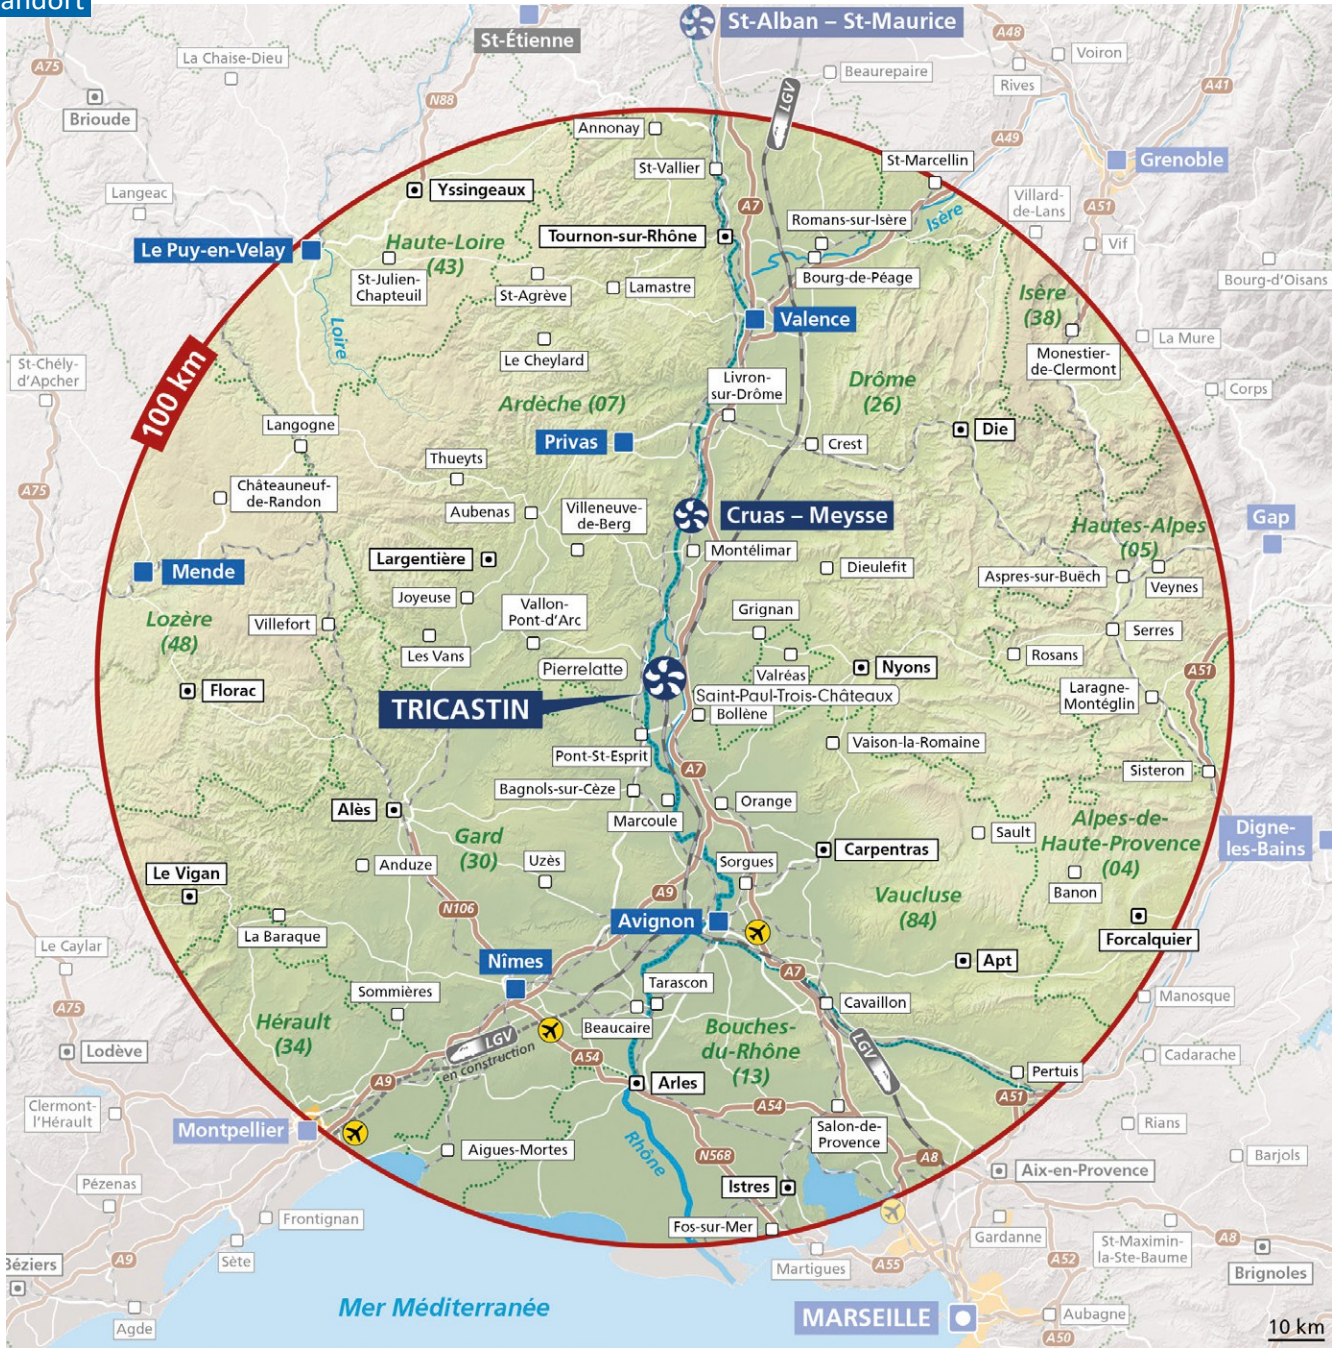 St-Étienne
St-Alban – St-Maurice
A48
Voiron
La Chaise-Dieu
A75
Beaurepaire
Rives
A41
N88
LGV
Brioude
Annonay
A49
St-Vallier
St-Marcellin
Grenoble
Langeac
Yssingeaux
A7
Villard-
de-Lans
A51
Romans-sur-Isère
Isère
Tournon-sur-Rhône
Le Puy-en-Velay
Haute-Loire
(43)
Vif
Bourg-de-Péage
Bourg-d'Oisans
St-Julien-
Chapteuil
St-Agrève
Lamastre
Isère
(38)
Loire
Valence
La Mure
Le Cheylard
Monestier-
de-Clermont
St-Chély-
d'Apcher
100 km
Livron-
sur-Drôme
Drôme
(26)
Corps
Ardèche (07)
Langogne
Privas
Crest
Die
Thueyts
A75
Châteauneuf-
de-Randon
Aubenas
Villeneuve-
de-Berg
Cruas – Meysse
Gap
Hautes-Alpes
(05)
Largentière
Montélimar
Mende
Dieulefit
Aspres-sur-Buëch
Veynes
Joyeuse
Vallon-
Pont-d'Arc
Grignan
Lozère
(48)
Villefort
Serres
Les Vans
Pierrelatte
Valréas
Nyons
Rosans
A51
Florac
Saint-Paul-Trois-Châteaux
Laragne-
Montéglin
TRICASTIN
Bollène
Vaison-la-Romaine
Pont-St-Esprit
A7
Sisteron
Bagnols-sur-Cèze
Orange
Alès
Marcoule
Gard
(30)
Sault
Alpes-de-
Haute-Provence
(04)
Digne-
les-Bains
Carpentras
Anduze
Uzès
Sorgues
Le Vigan
Banon
A9
Vaucluse
(84)
N106
Avignon
La Baraque
Forcalquier
Le Caylar
Nîmes
Apt
A7
Tarascon
Sommières
Cavaillon
Manosque
A75
Beaucaire
Hérault
(34)
Bouches-
du-Rhône
(13)
LGV
en construction
LGV
Lodève
A54
Cadarache
A9
Arles
Pertuis
A51
Clermont-
l'Hérault
A54
Salon-de-
Provence
Rians
Montpellier
Rhône
Aigues-Mortes
N568
A8
Barjols
Aix-en-Provence
Pézenas
Istres
Frontignan
Fos-sur-Mer
Gardanne
St-Maximin-
la-Ste-Baume
A8
A9
Sète
Béziers
Martigues
A55
A52
Brignoles
Mer Méditerranée
MARSEILLE
Aubagne
Agde
A50
10 km